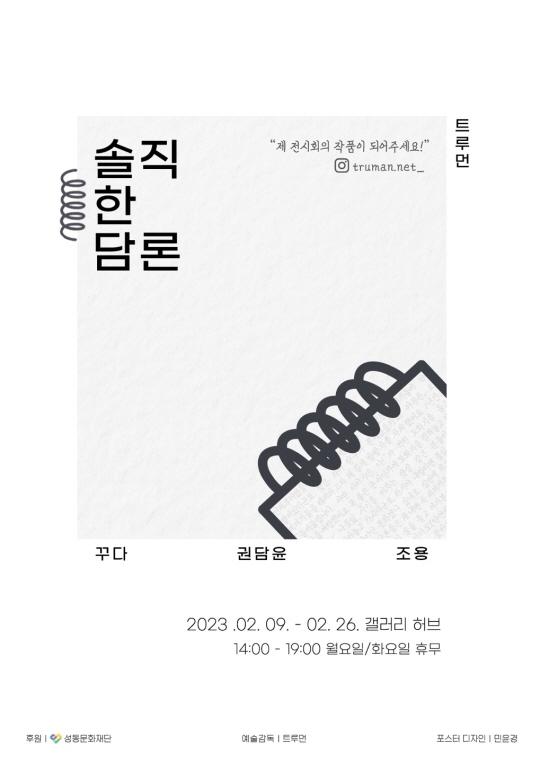 솔직
한
담론
“제 전시회의 작품이 되어주세요!”
truman.net_
트루먼
꾸다
권담윤
조용
2023 .02. 09. - 02. 26. 갤러리 허브
14:00 - 19:00 월요일/화요일 휴무
후원 | 성동문화재단
예술감독 | 트루먼
포스터 디자인 | 민윤경